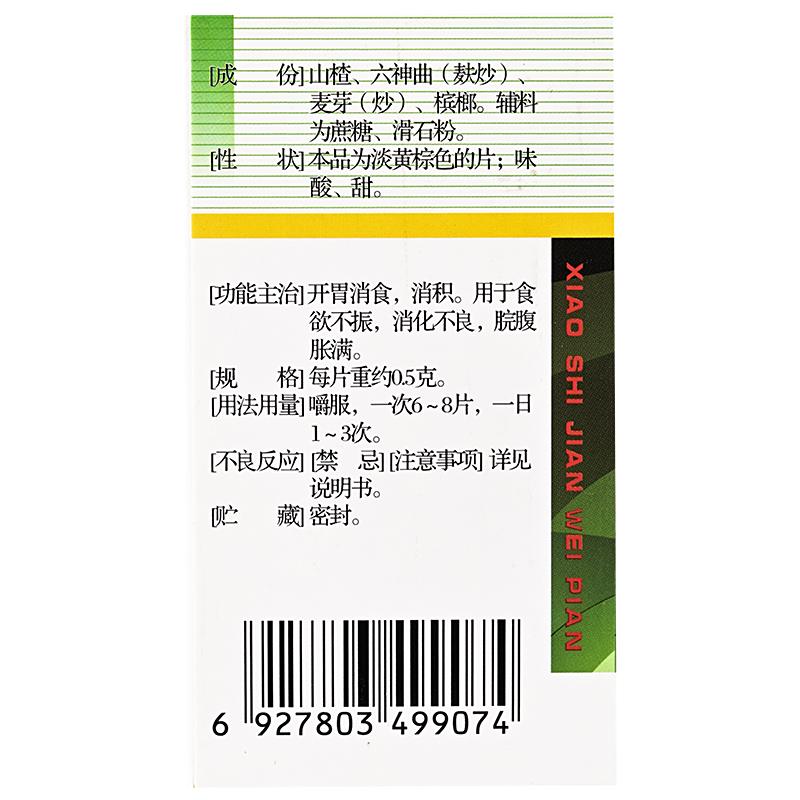 [成　份]山楂、六神曲（麸炒）、
麦芽（炒）、槟榔。辅料
为蔗糖、滑石粉。
[性　状]本品为淡黄棕色的片；味
酸、甜。
[功能主治]开胃消食，消积。用于食
欲不振，消化不良，脘腹
胀满。
[规　格]每片重约0.5克。
[用法用量]嚼服，一次6~8片，一日
1~3次。
[不良反应][禁　忌][注意事项]详见
说明书。
[贮　藏]密封。
XIAO SHI JIAN WEI PIAN
6 927803 499074